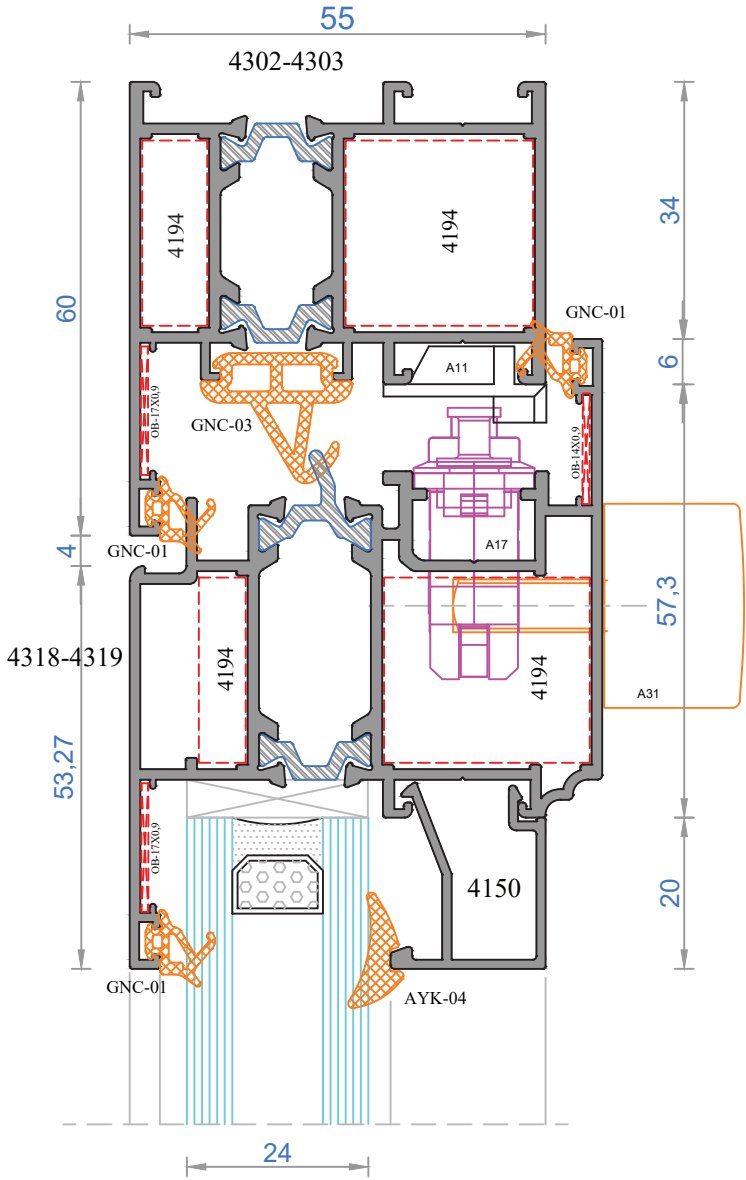 55
4302-4303
4194
4194
34
60
GNC-01
6
A11
OB-17X0,9
GNC-03
OB-14X0,9
GNC-01
A17
4
57,3
4318-4319
4194
4194
A31
53,27
OB-17X0,9
4150
20
GNC-01
AYK-04
24